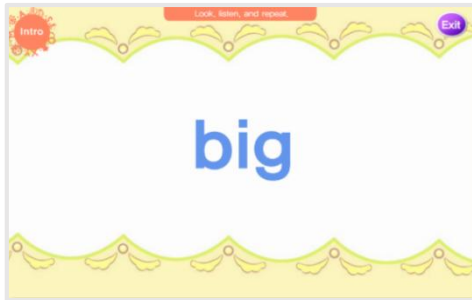 Look, listen, and repeat.
Intro
Exit
big